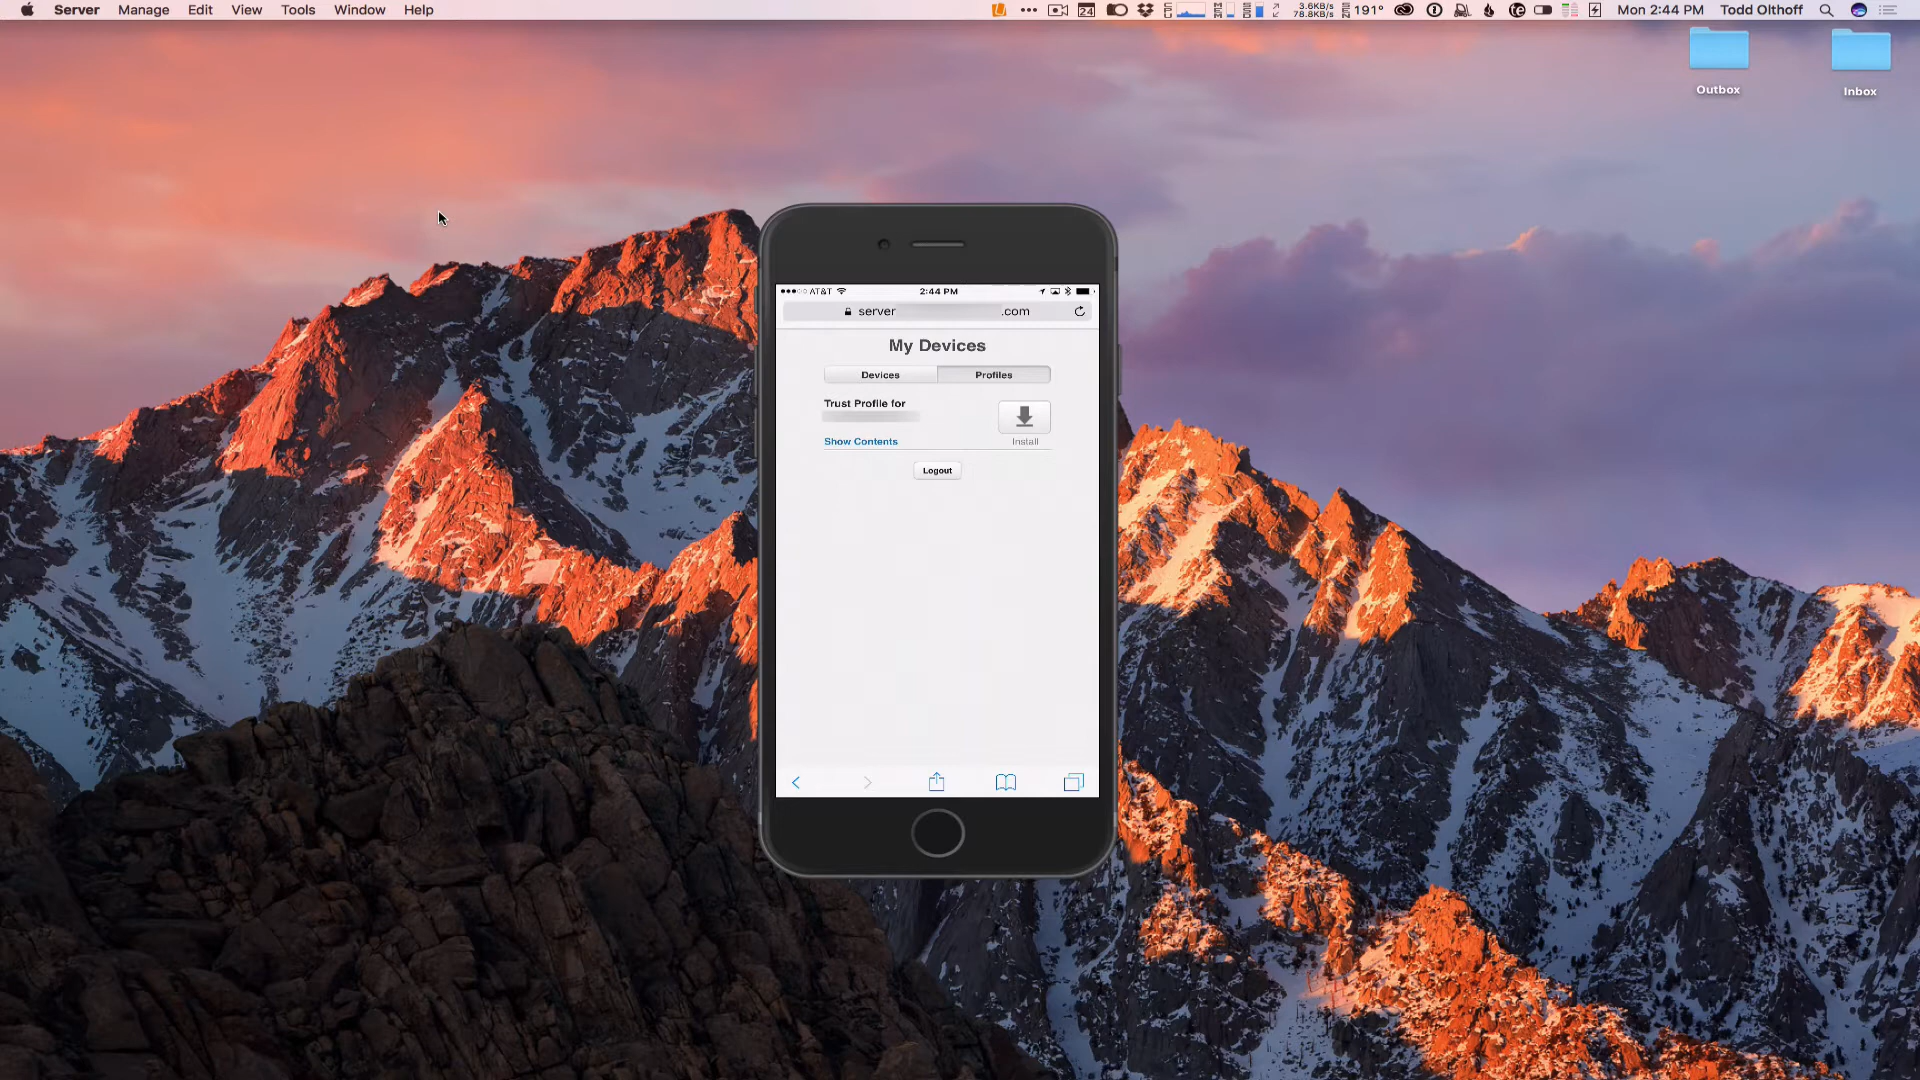 Server Manage Edit View Tools Window Help
24 3.6KB/s 78.8KB/s 191° Mon 2:44 PM Todd Olthoff
Outbox
Inbox
AT&T 2:44 PM
server .com
My Devices
Devices Profiles
Trust Profile for
Show Contents
Install
Logout